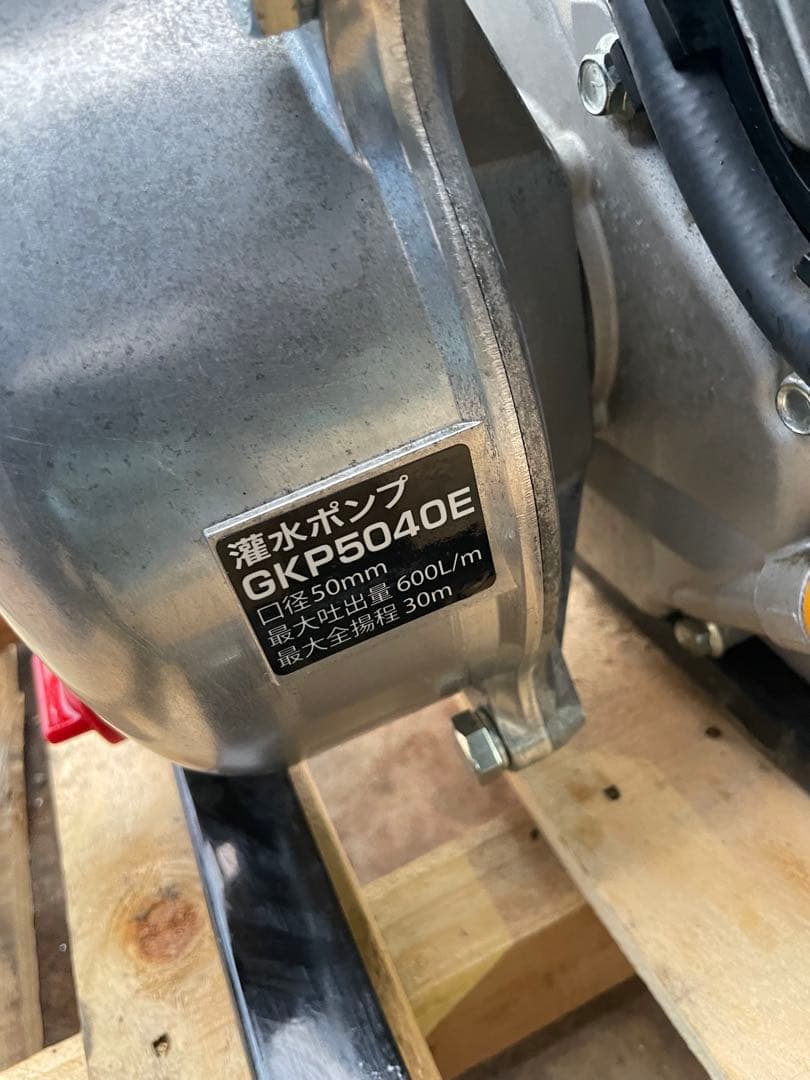 灌水ポンプ
GKP5040E
口径50mm
最大吐出量 600L/m
最大全揚程 30m